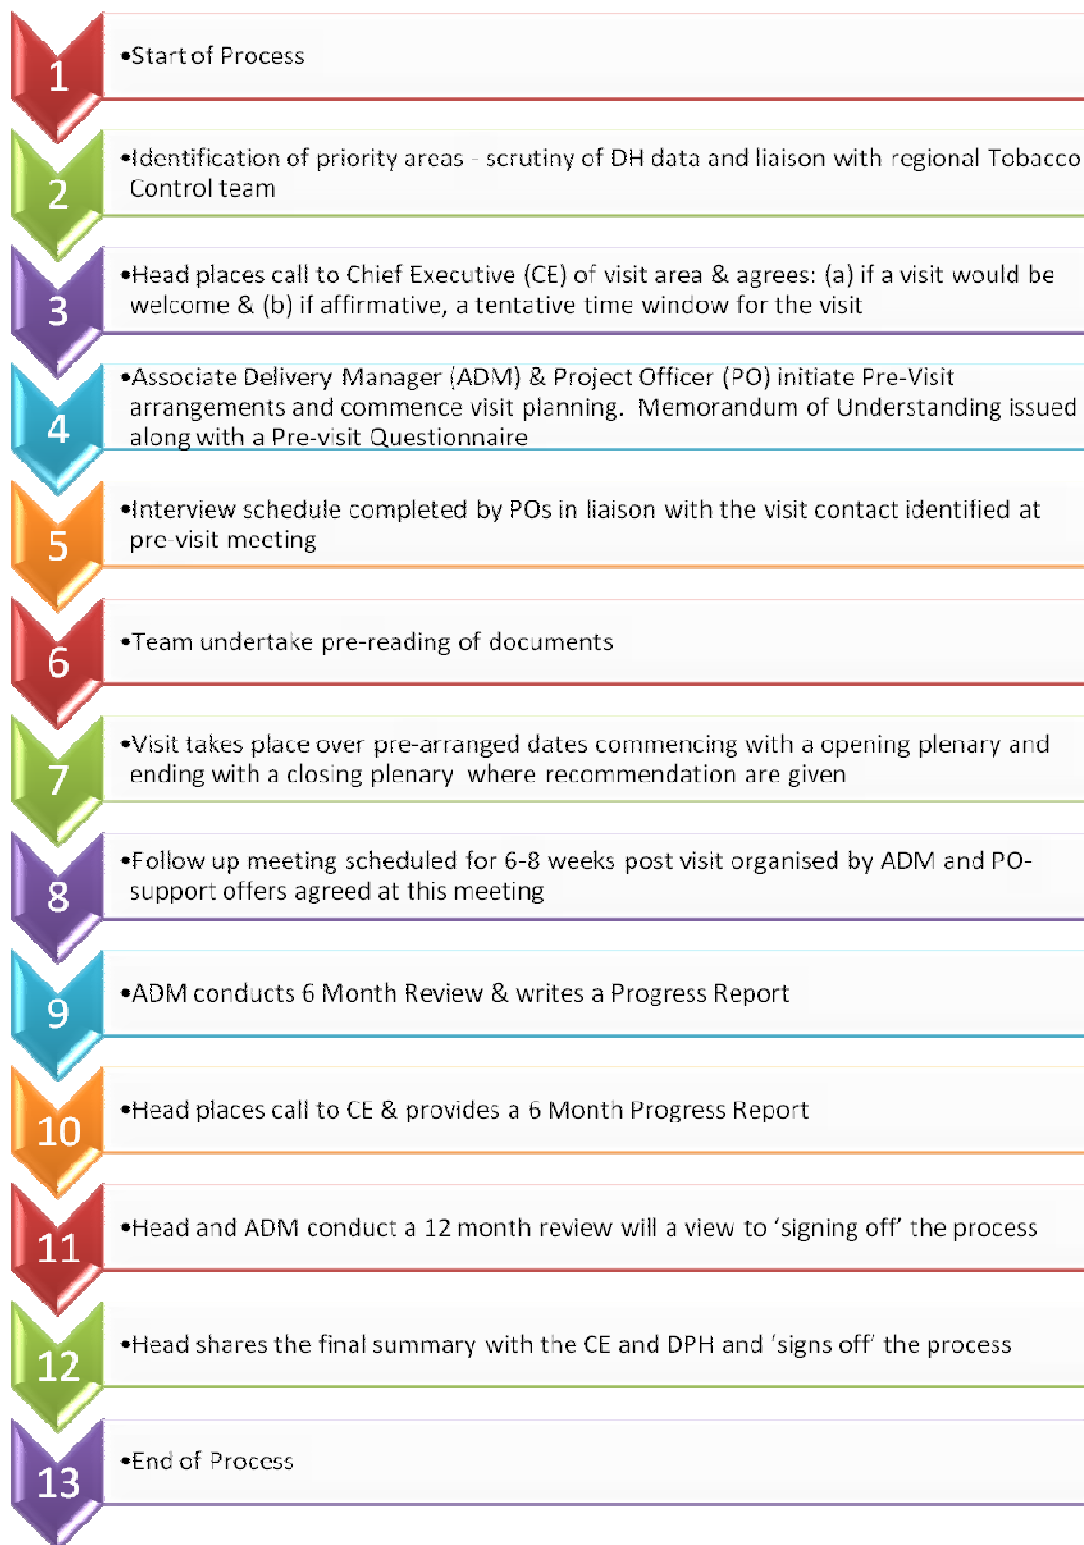 1
•Start of Process
2
•Identification of priority areas - scrutiny of DH data and liaison with regional Tobacco
Control team
3
•Head places call to Chief Executive (CE) of visit area & agrees: (a) if a visit would be
welcome & (b) if affirmative, a tentative time window for the visit
4
•Associate Delivery Manager (ADM) & Project Officer (PO) initiate Pre-Visit
arrangements and commence visit planning.  Memorandum of Understanding issued
along with a Pre-visit Questionnaire
5
•Interview schedule completed by POs in liaison with the visit contact identified at
pre-visit meeting
6
•Team undertake pre-reading of documents
7
•Visit takes place over pre-arranged dates commencing with a opening plenary and
ending with a closing plenary  where recommendation are given
8
•Follow up meeting scheduled for 6-8 weeks post visit organised by ADM and PO-
support offers agreed at this meeting
9
•ADM conducts 6 Month Review & writes a Progress Report
10
•Head places call to CE & provides a 6 Month Progress Report
11
•Head and ADM conduct a 12 month review will a view to ‘signing off’ the process
12
•Head shares the final summary with the CE and DPH and ‘signs off’ the process
13
•End of Process